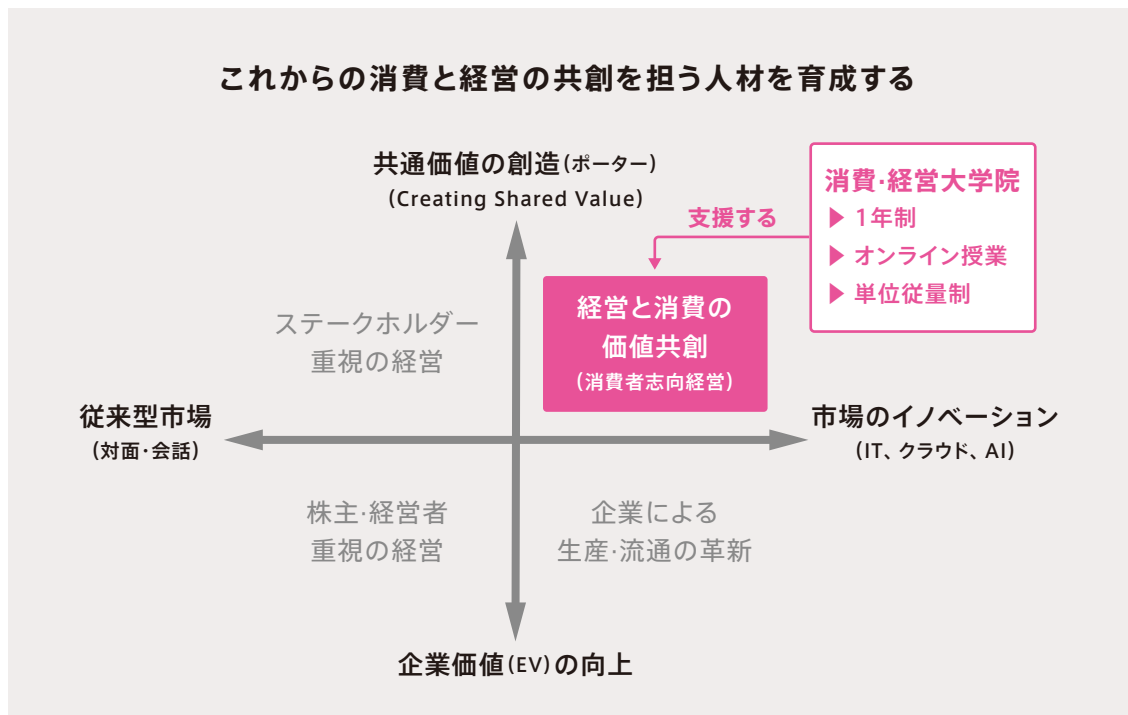 これからの消費と経営の共創を担う人材を育成する
共通価値の創造(ポーター)
(Creating Shared Value)
消費·経営大学院
▶ 1年制
▶ オンライン授業
▶ 単位従量制
支援する
経営と消費の
価値共創
(消費者志向経営)
ステークホルダー
重視の経営
従来型市場
(対面·会話)
市場のイノベーション
(IT、クラウド、AI)
株主·経営者
重視の経営
企業による
生産·流通の革新
企業価値(EV)の向上